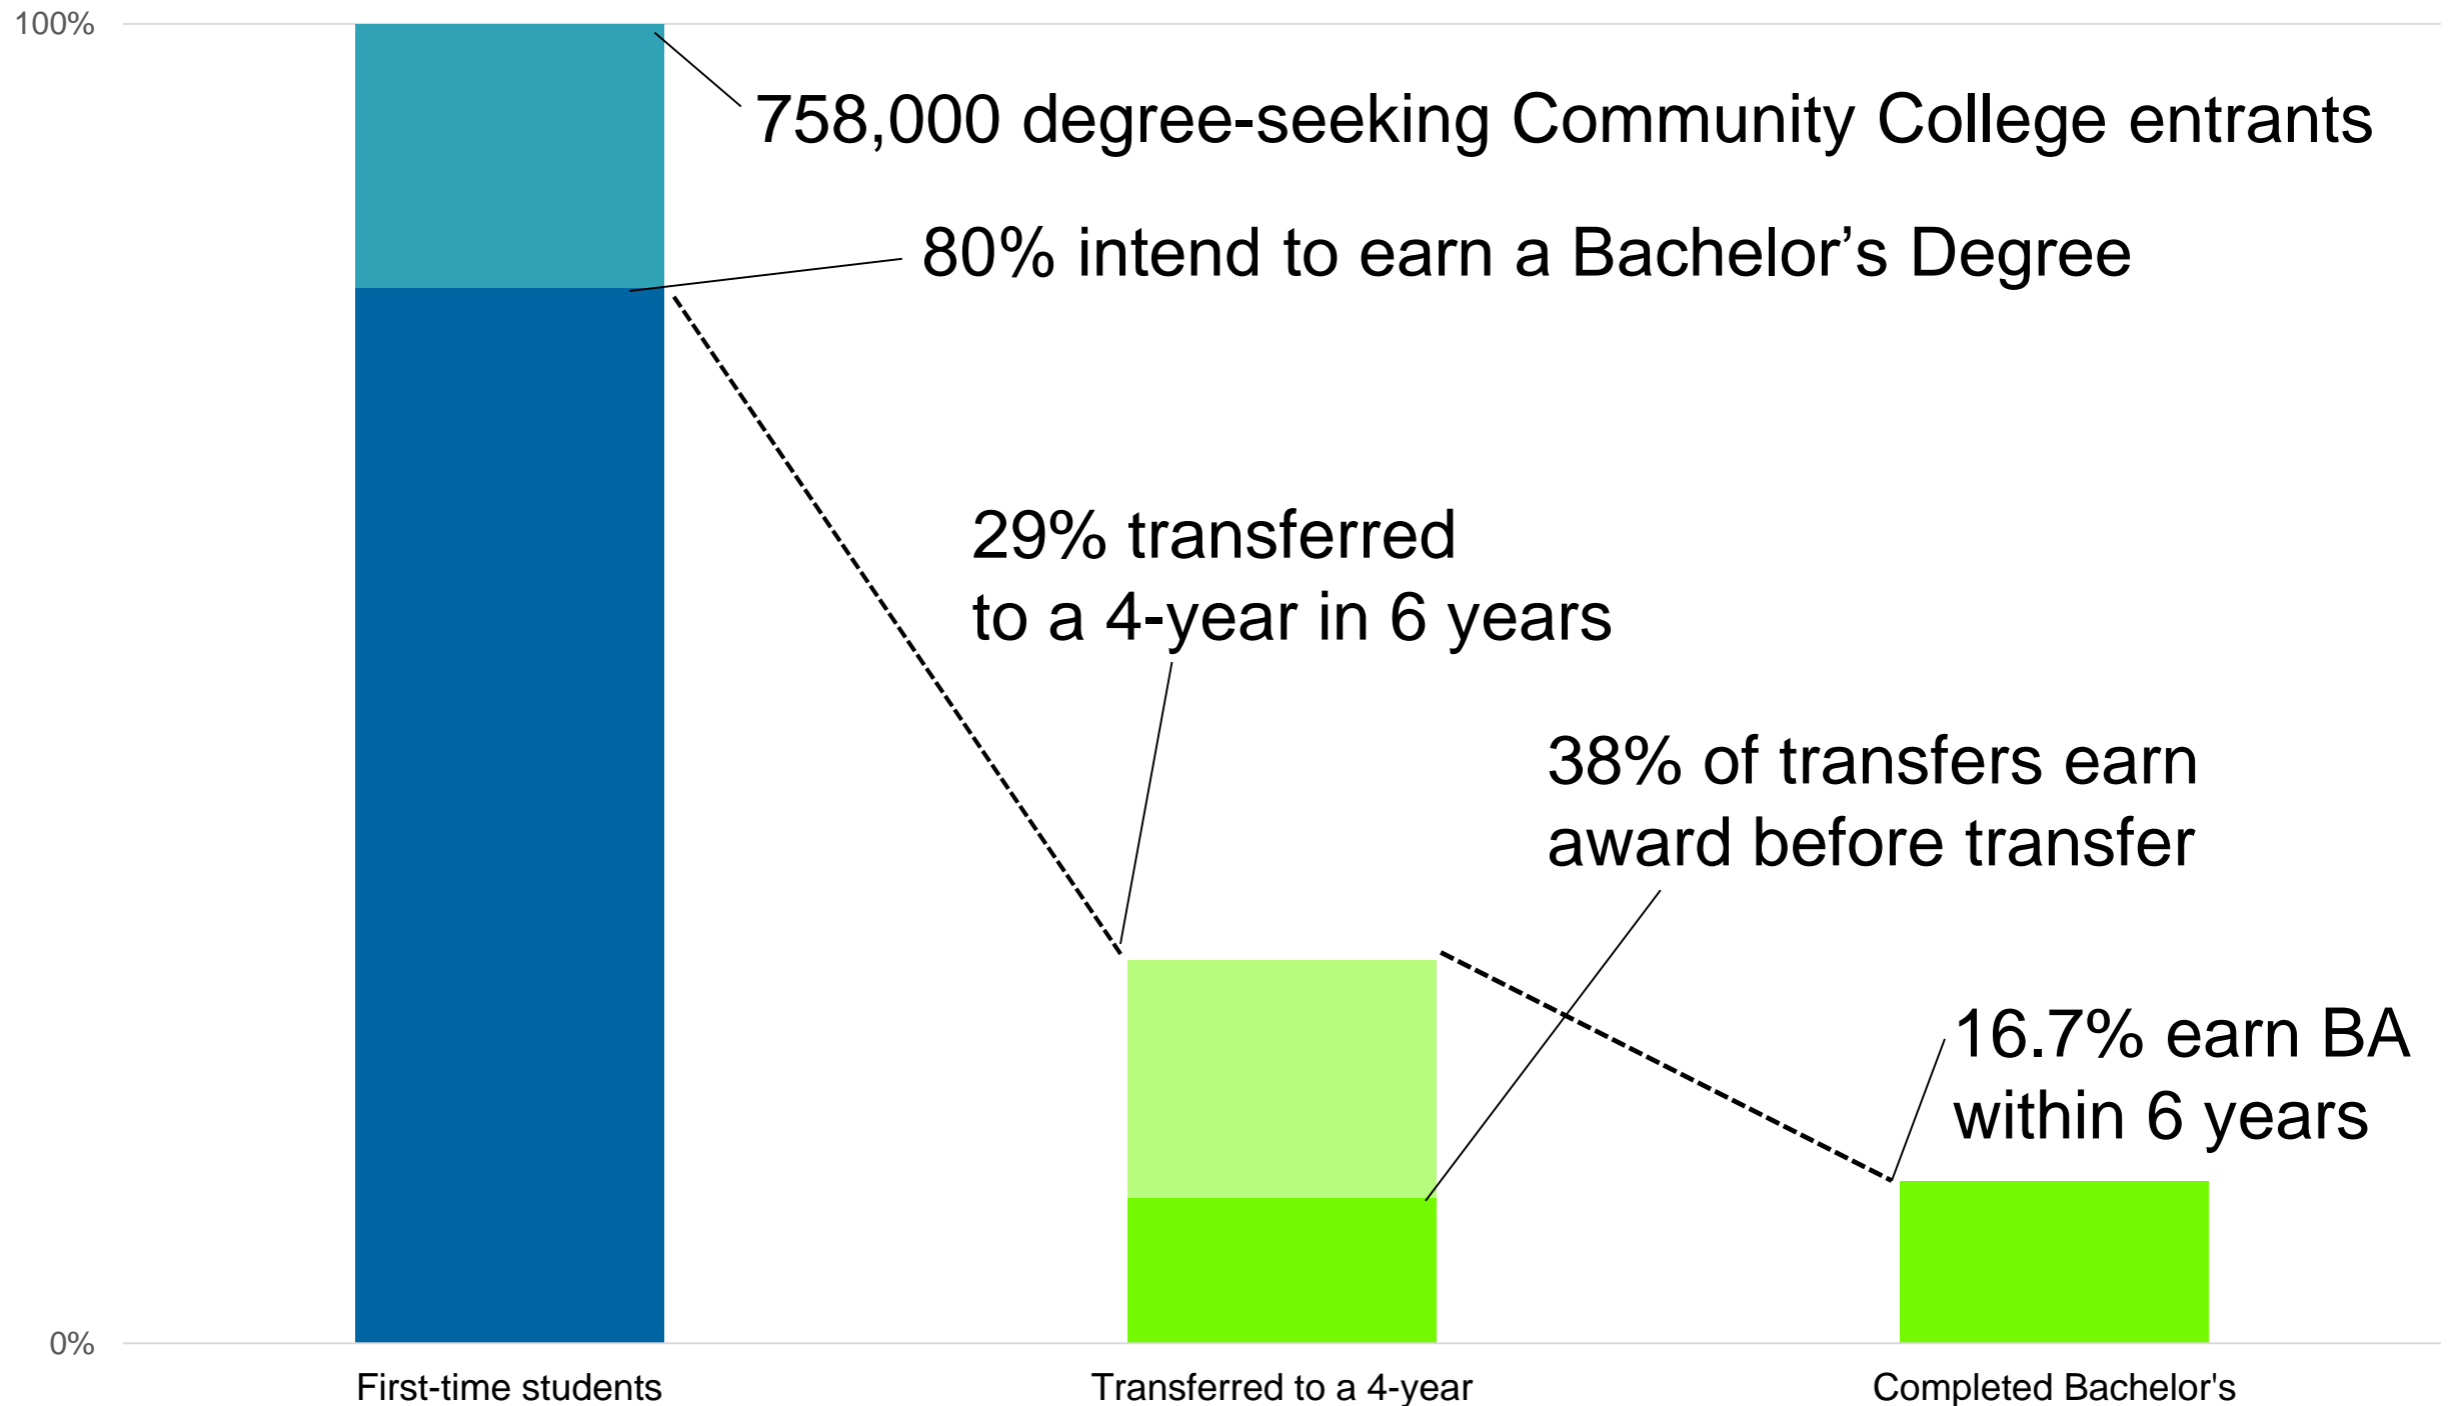 100%
758,000 degree-seeking Community College entrants
80% intend to earn a Bachelor’s Degree
29% transferred
to a 4-year in 6 years
38% of transfers earn
award before transfer
16.7% earn BA
within 6 years
0%
First-time students
Transferred to a 4-year
Completed Bachelor's